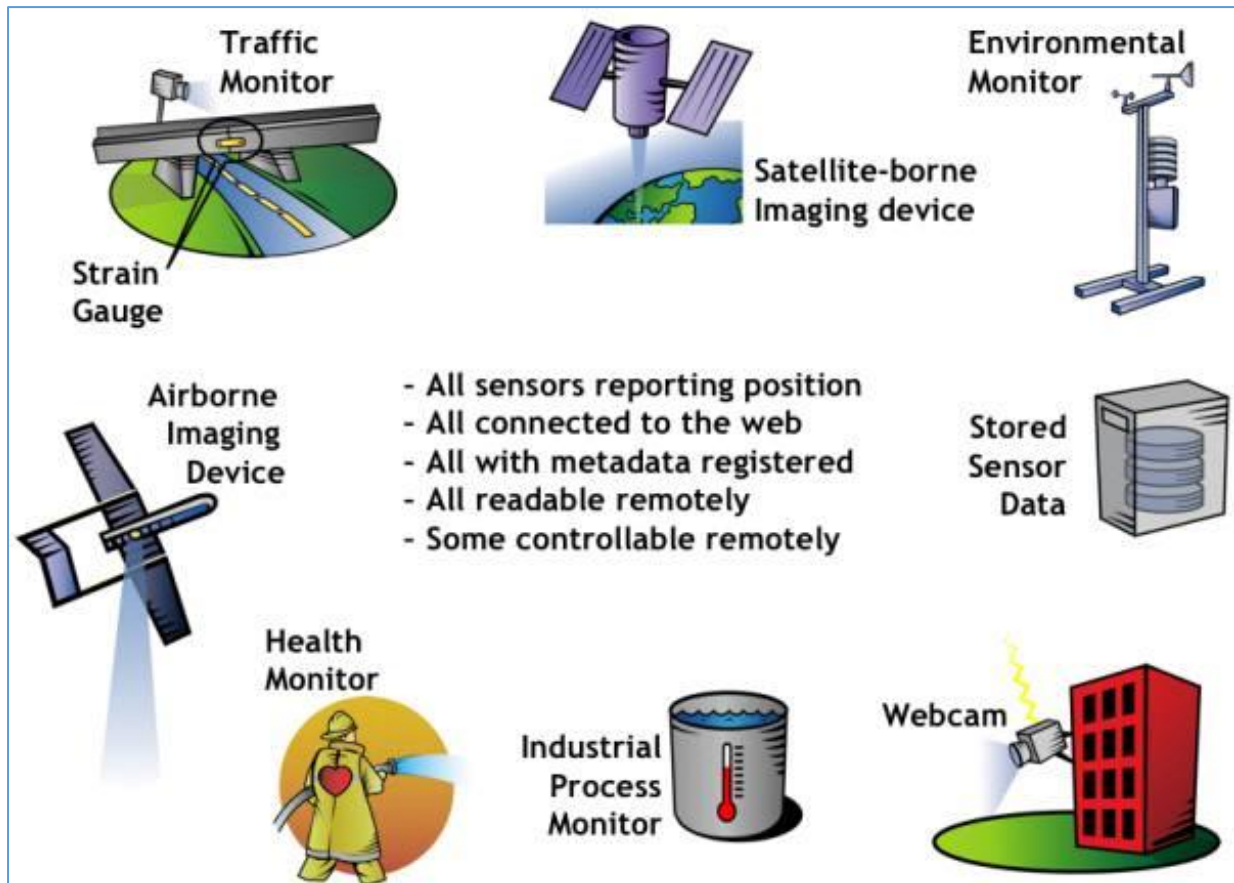 Traffic
Monitor
Strain
Gauge
Satellite-borne
Imaging device
Environmental
Monitor
Airborne
Imaging
Device
- All sensors reporting position
- All connected to the web
- All with metadata registered
- All readable remotely
- Some controllable remotely
Stored
Sensor
Data
Health
Monitor
Industrial
Process
Monitor
Webcam